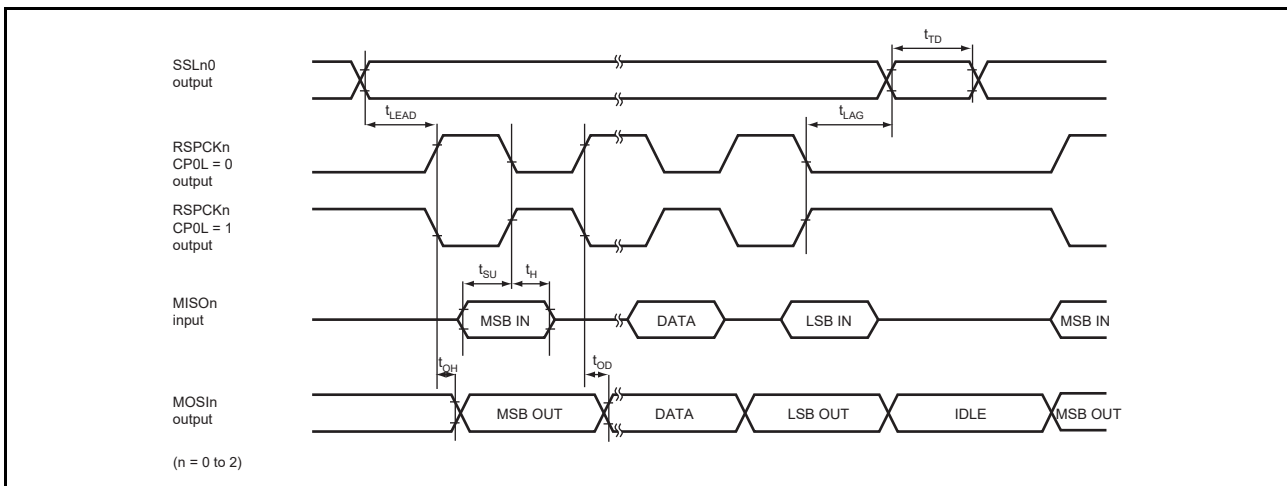 SSLn0
output
tTD
tLEAD
tLAG
RSPCKn
CP0L = 0
output
RSPCKn
CP0L = 1
output
tSU
tH
MISOn
input
MSB IN
DATA
LSB IN
MSB IN
tOH
tOD
MOSIn
output
MSB OUT
DATA
LSB OUT
IDLE
MSB OUT
(n = 0 to 2)